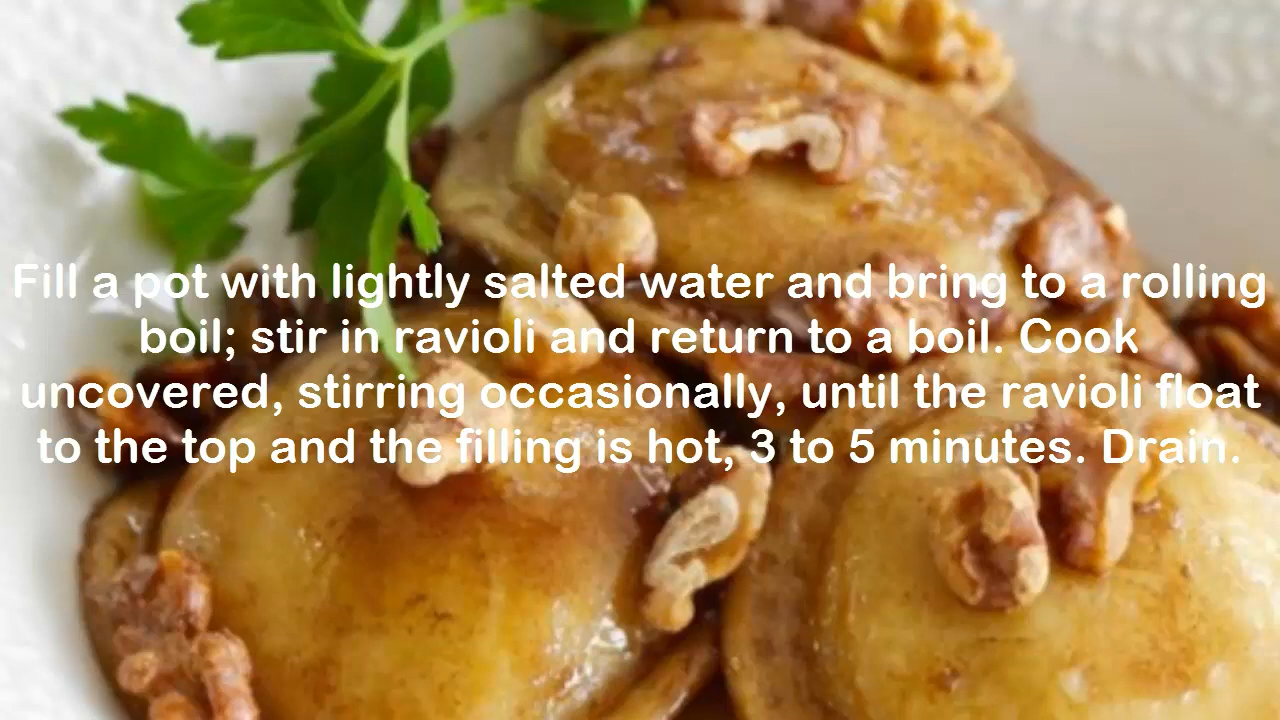 Fill a pot with lightly salted water and bring to a rolling
boil; stir in ravioli and return to a boil. Cook
uncovered, stirring occasionally, until the ravioli float
to the top and the filling is hot, 3 to 5 minutes. Drain.